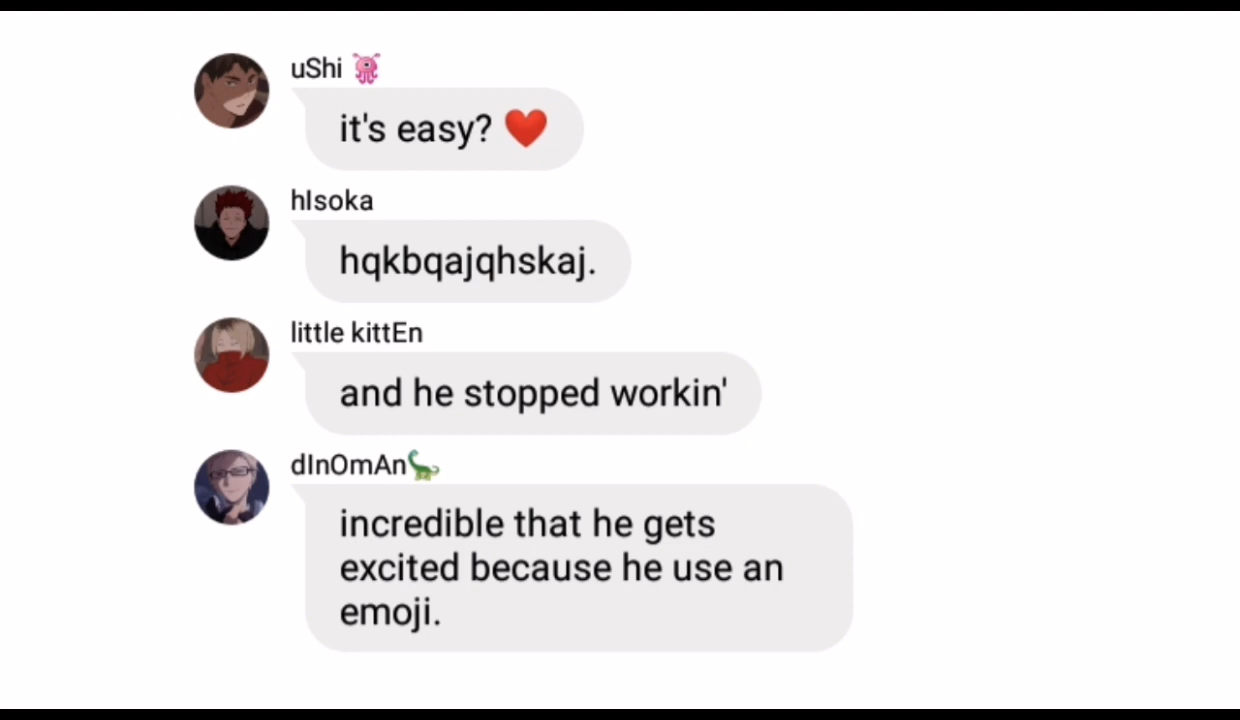 uShi
it's easy? ❤️
hIsoka
hqkbqajqhskaj.
little kittEn
and he stopped workin'
dInOmAn🦕
incredible that he gets
excited because he use an
emoji.